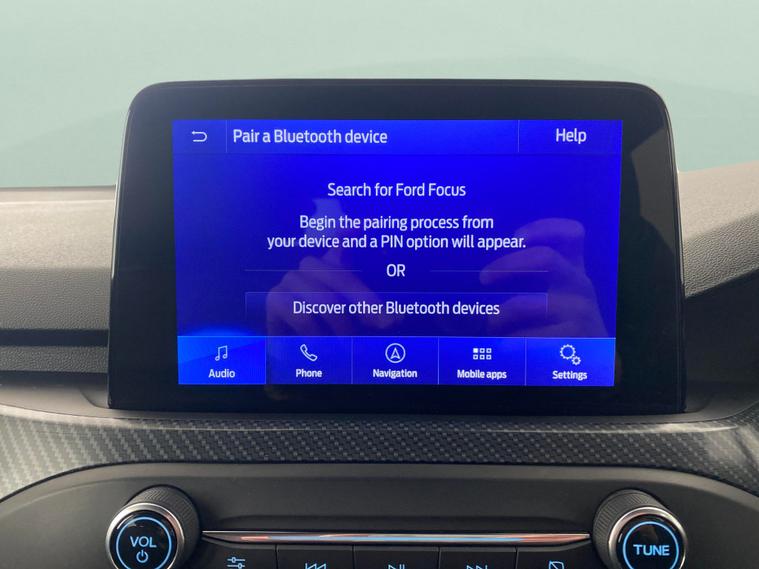 Pair a Bluetooth device
Help
Search for Ford Focus
Begin the pairing process from
your device and a PIN option will appear.
OR
Discover other Bluetooth devices
Audio
Phone
Navigation
Mobile apps
Settings
VOL
TUNE